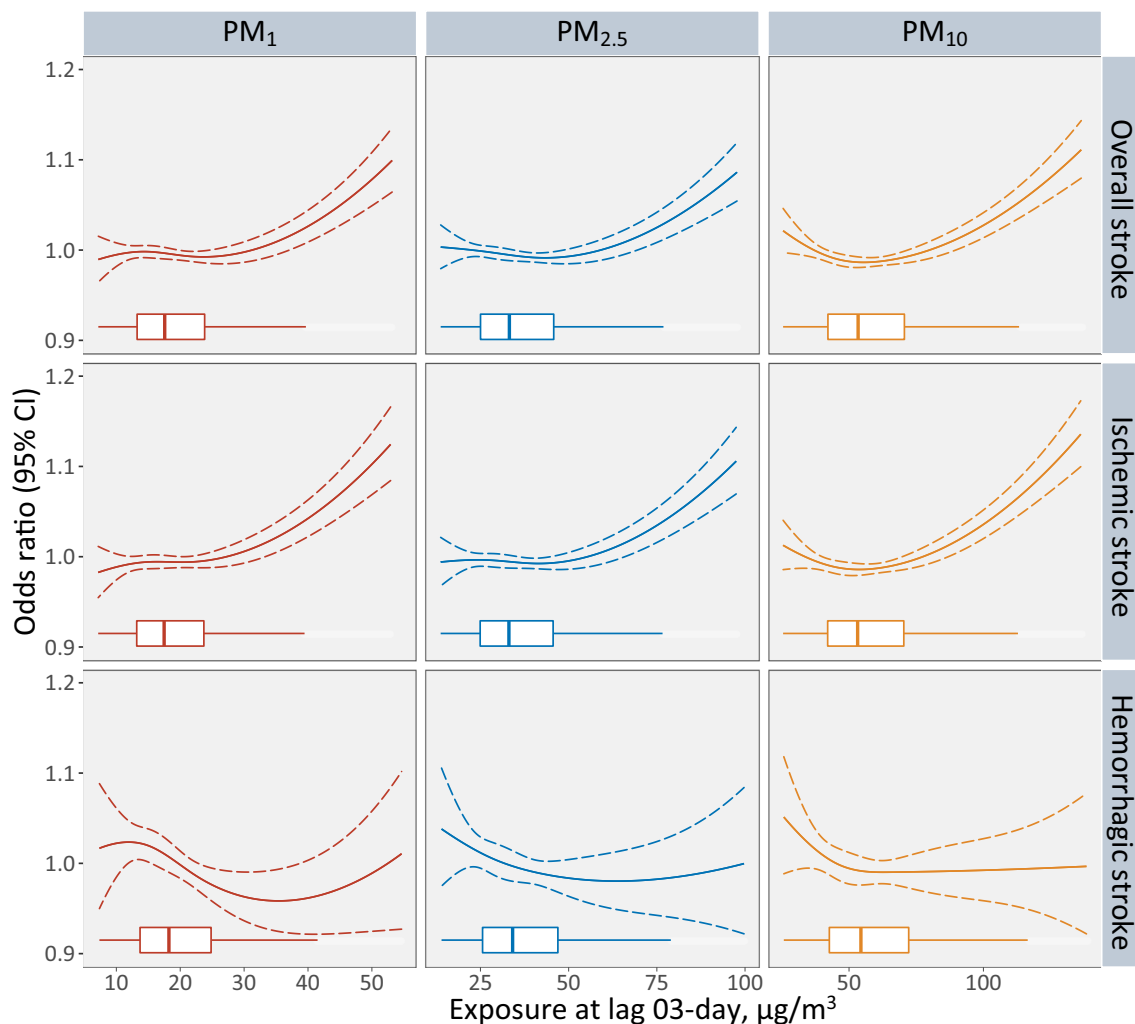 PM₁ PM₂.₅ PM₁₀
1.2
1.1
1.0
0.9
Overall stroke
1.2
1.1
1.0
0.9
Ischemic stroke
1.2
1.1
1.0
0.9
Hemorrhagic stroke
Odds ratio (95% CI)
10 20 30 40 50 25 50 75 100 50 100
Exposure at lag 03-day, μg/m³